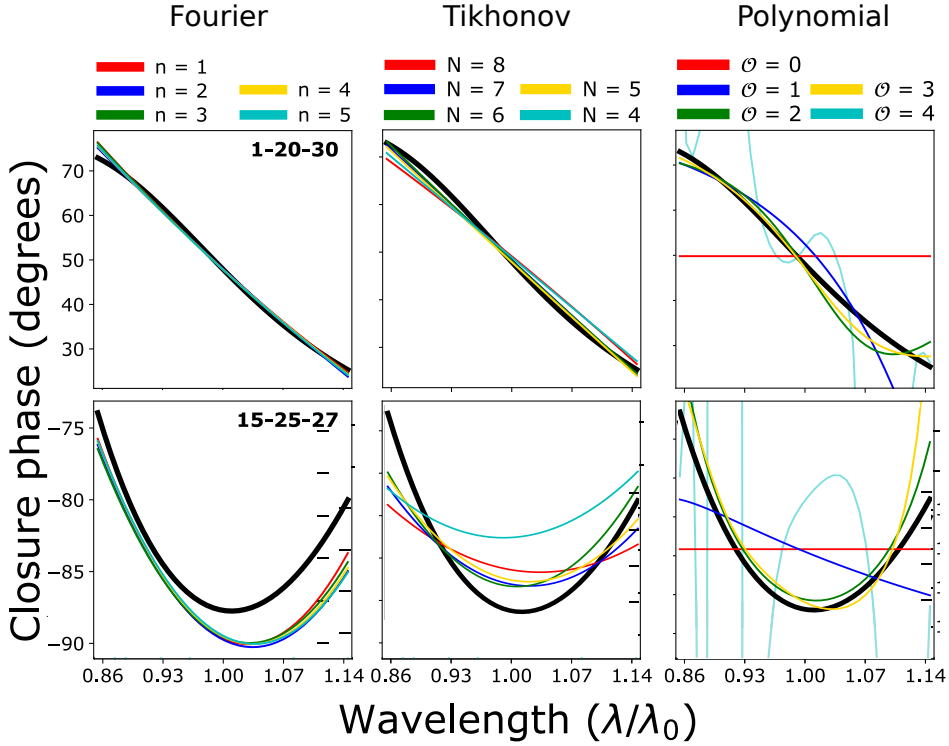 Fourier
Tikhonov
Polynomial
n = 1
n = 2
n = 3
n = 4
n = 5
N = 8
N = 7
N = 6
N = 5
N = 4
𝒪 = 0
𝒪 = 1
𝒪 = 2
𝒪 = 3
𝒪 = 4
Closure phase (degrees)
1-20-30
70
60
50
40
30
15-25-27
−75
−80
−85
−90
0.86 0.93 1.00 1.07 1.14
0.86 0.93 1.00 1.07 1.14
0.86 0.93 1.00 1.07 1.14
Wavelength (λ/λ₀)